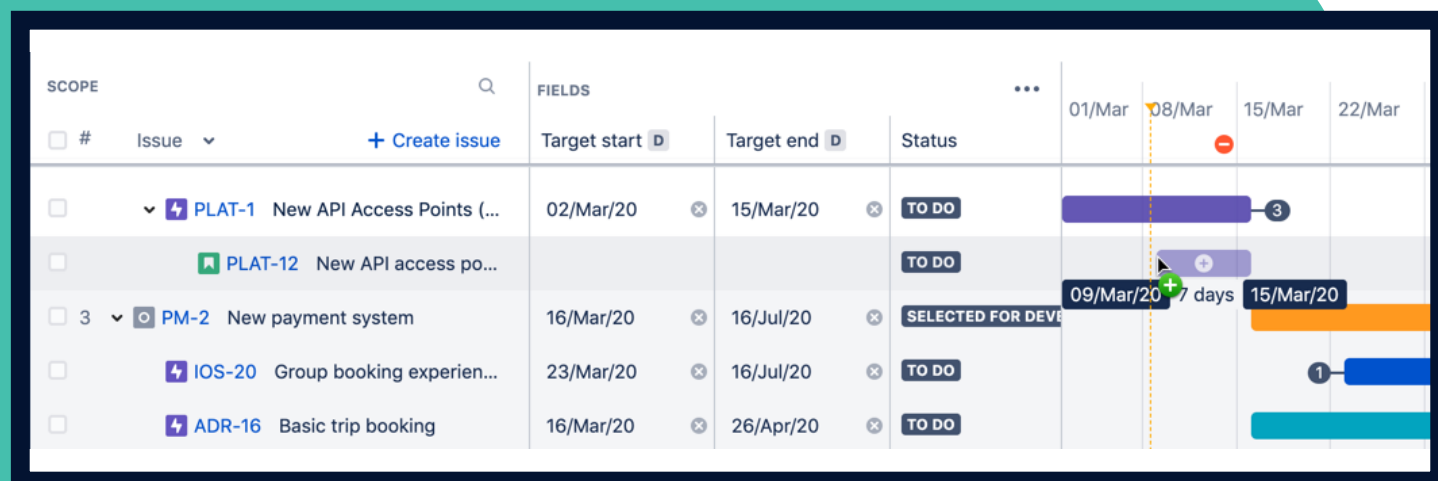 SCOPE
FIELDS
•••
01/Mar 08/Mar 15/Mar 22/Mar
# Issue + Create issue Target start D Target end D Status
PLAT-1 New API Access Points (... 02/Mar/20 15/Mar/20 TO DO 3
PLAT-12 New API access po... TO DO
09/Mar/20 7 days 15/Mar/20
3 PM-2 New payment system 16/Mar/20 16/Jul/20 SELECTED FOR DEVE
IOS-20 Group booking experien... 23/Mar/20 16/Jul/20 TO DO 1
ADR-16 Basic trip booking 16/Mar/20 26/Apr/20 TO DO